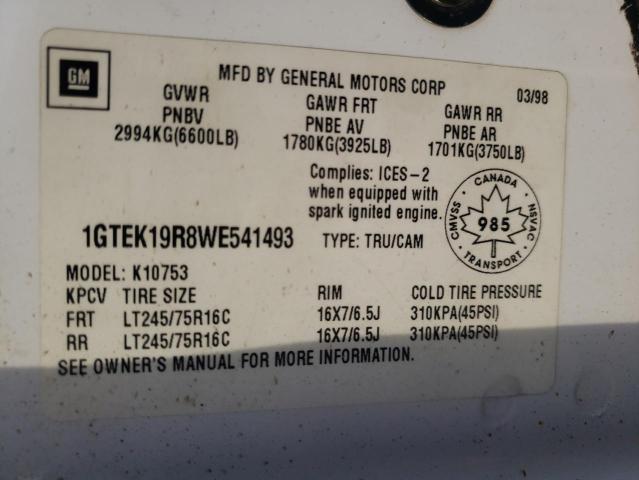 GM
MFD BY GENERAL MOTORS CORP 03/98
GVWR GAWR FRT GAWR RR
PNBV PNBE AV PNBE AR
2994KG(6600LB) 1780KG(3925LB) 1701KG(3750LB)
Complies: ICES-2
when equipped with
spark ignited engine.
CANADA
CMVSS 985 NSVAC
TRANSPORT
1GTEK19R8WE541493 TYPE: TRU/CAM
MODEL: K10753
KPCV TIRE SIZE RIM COLD TIRE PRESSURE
FRT LT245/75R16C 16X7/6.5J 310KPA(45PSI)
RR LT245/75R16C 16X7/6.5J 310KPA(45PSI)
SEE OWNER'S MANUAL FOR MORE INFORMATION.